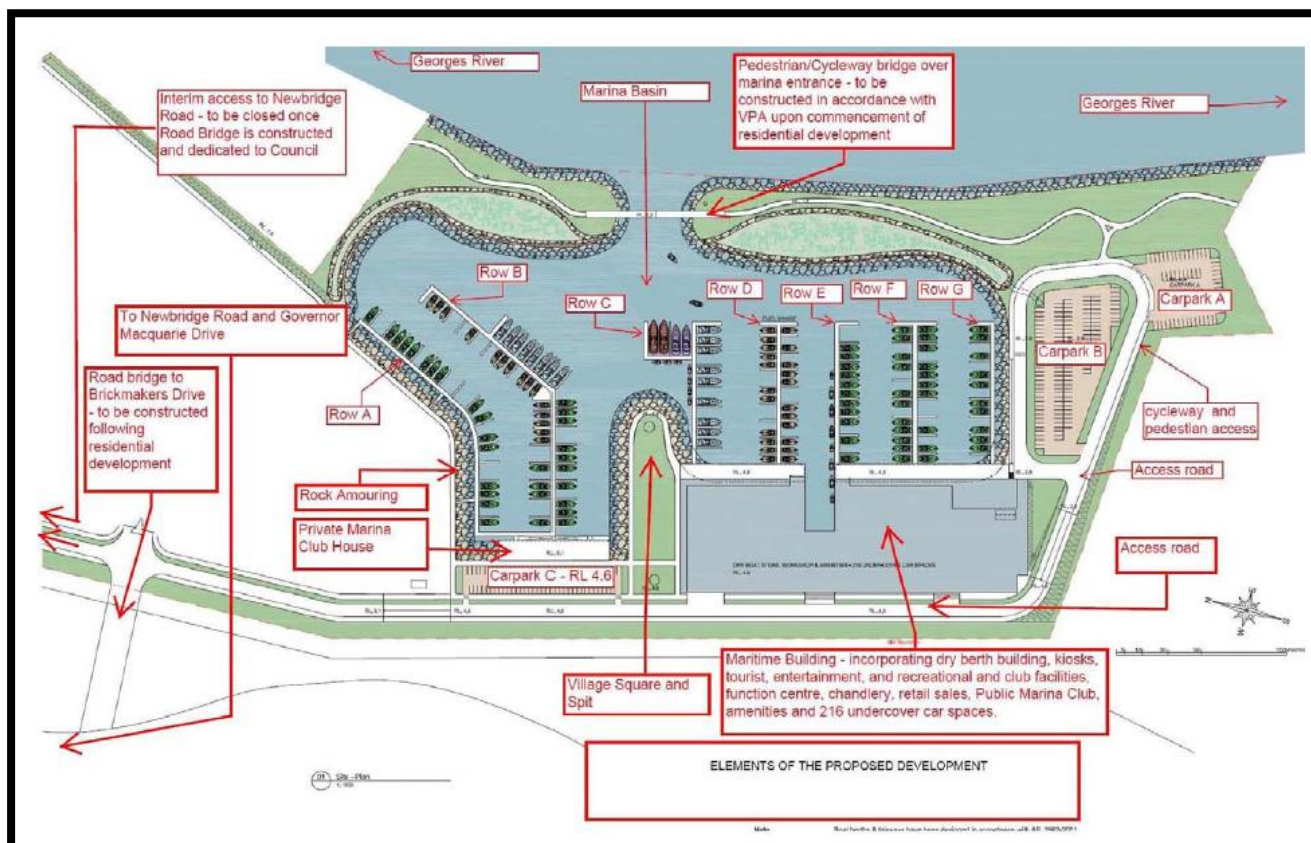 Georges River
Interim access to Newbridge
Road - to be closed once
Road Bridge is constructed
and dedicated to Council
Marina Basin
Pedestrian/Cycleway bridge over
marina entrance - to be
constructed in accordance with
VPA upon commencement of
residential development
Georges River
Row B
Row C
Row D
Row E
Row F
Row G
Carpark A
Carpark B
To Newbridge Road and Governor
Macquarie Drive
Road bridge to
Brickmakers Drive
- to be constructed
following
residential
development
Row A
cycleway and
pedestian access
Access road
Rock Amouring
Private Marina
Club House
Carpark C - RL 4.6
Access road
Village Square and
Spit
Maritime Building - incorporating dry berth building, kiosks,
tourist, entertainment, and recreational and club facilities,
function centre, chandlery, retail sales, Public Marina Club,
amenities and 216 undercover car spaces.
ELEMENTS OF THE PROPOSED DEVELOPMENT
01 Site - Plan
Note